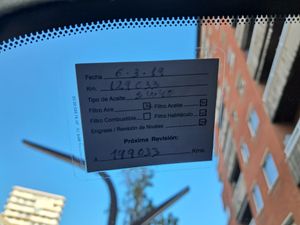 Fecha 6-3-19
Km. 129033
Tipo de Aceite 5W40
Filtro Aire Filtro Aceite
Filtro Combustible Filtro Habitáculo
Engrase / Revisión de Niveles
Próxima Revisión:
A 149033 Kms.